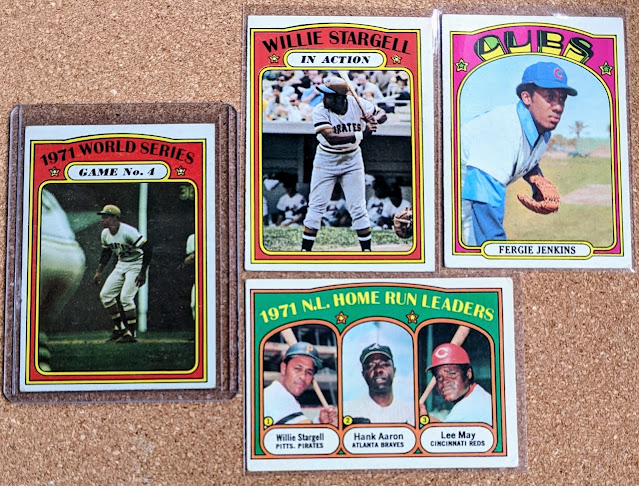 1971 WORLD SERIES
GAME No. 4
WILLIE STARGELL
IN ACTION
PIRATES
CUBS
FERGIE JENKINS
1971 N.L. HOME RUN LEADERS
1
Willie Stargell
PITTS. PIRATES
2
Hank Aaron
ATLANTA BRAVES
3
Lee May
CINCINNATI REDS